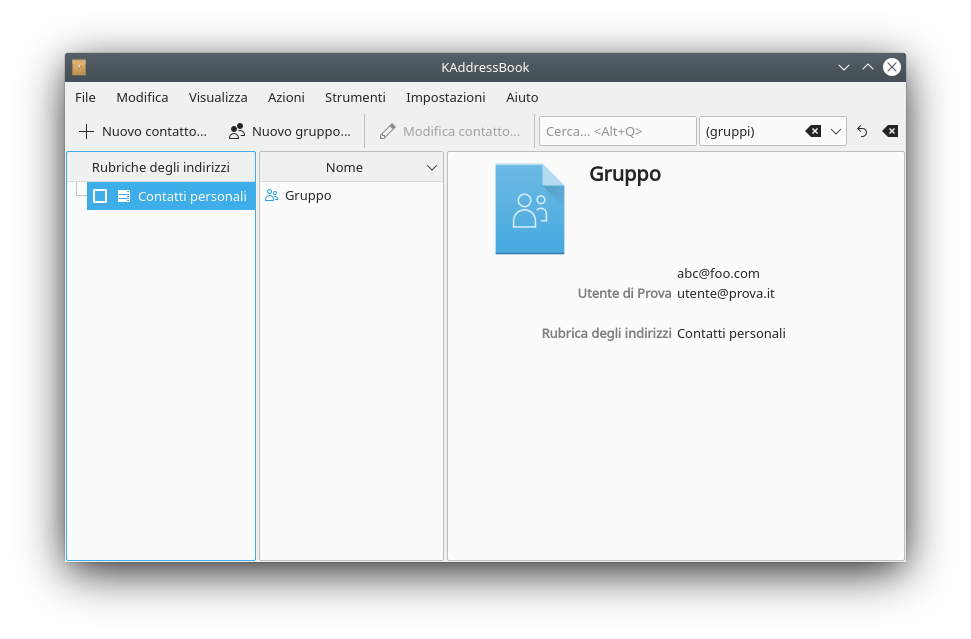 KAddressBook
File Modifica Visualizza Azioni Strumenti Impostazioni Aiuto
Nuovo contatto... Nuovo gruppo... Modifica contatto... Cerca... <Alt+Q> (gruppi)
Rubriche degli indirizzi
Contatti personali
Nome
Gruppo
Gruppo
abc@foo.com
Utente di Prova utente@prova.it
Rubrica degli indirizzi Contatti personali